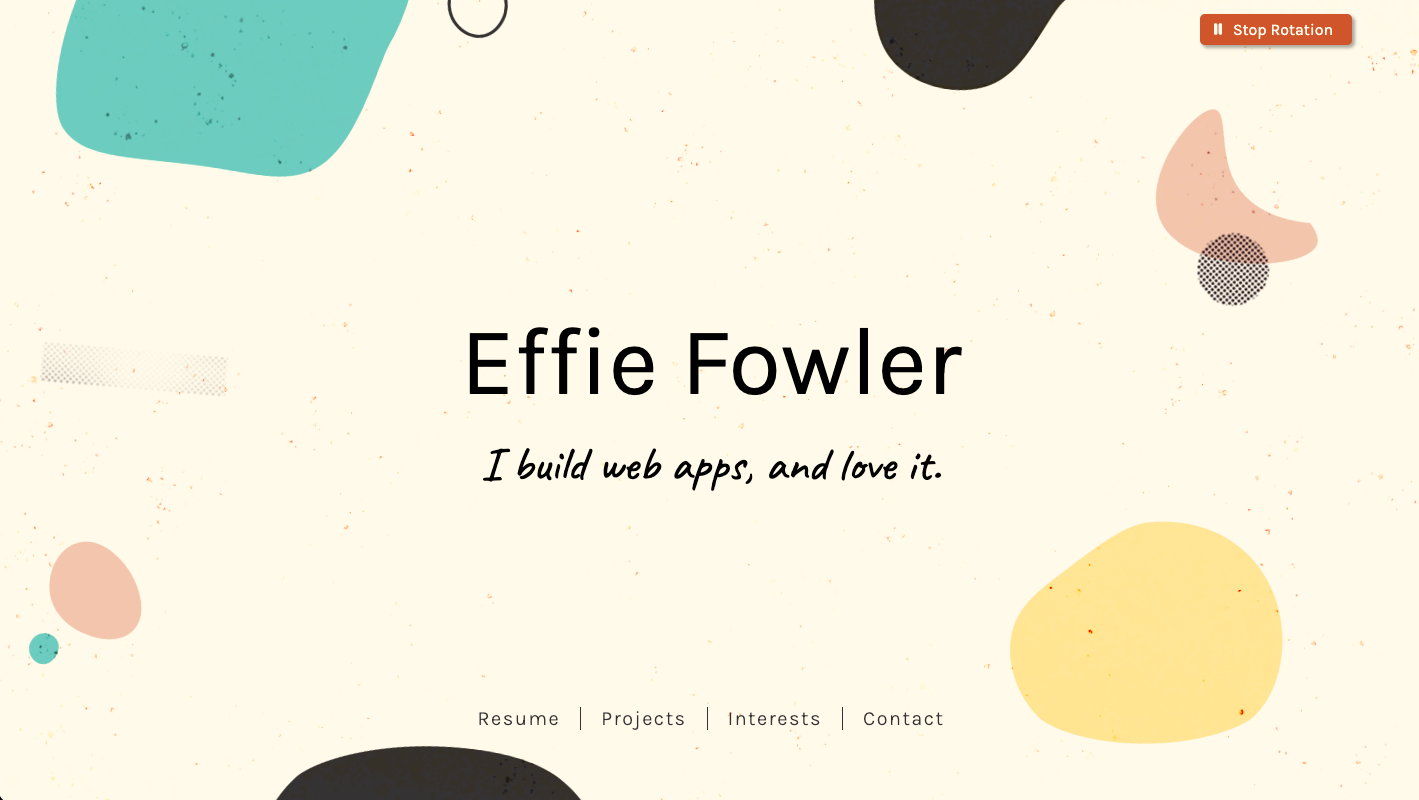 Stop Rotation
Effie Fowler
I build web apps, and love it.
Resume | Projects | Interests | Contact